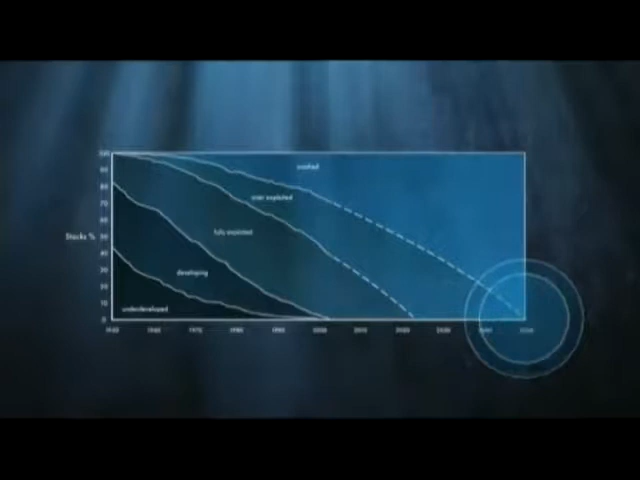 100
crashed
90
80
over exploited
70
60
fully exploited
Stocks %
50
40
30
developing
20
10
underdeveloped
0
1950 1960 1970 1980 1990 2000 2010 2020 2030 2040 2050